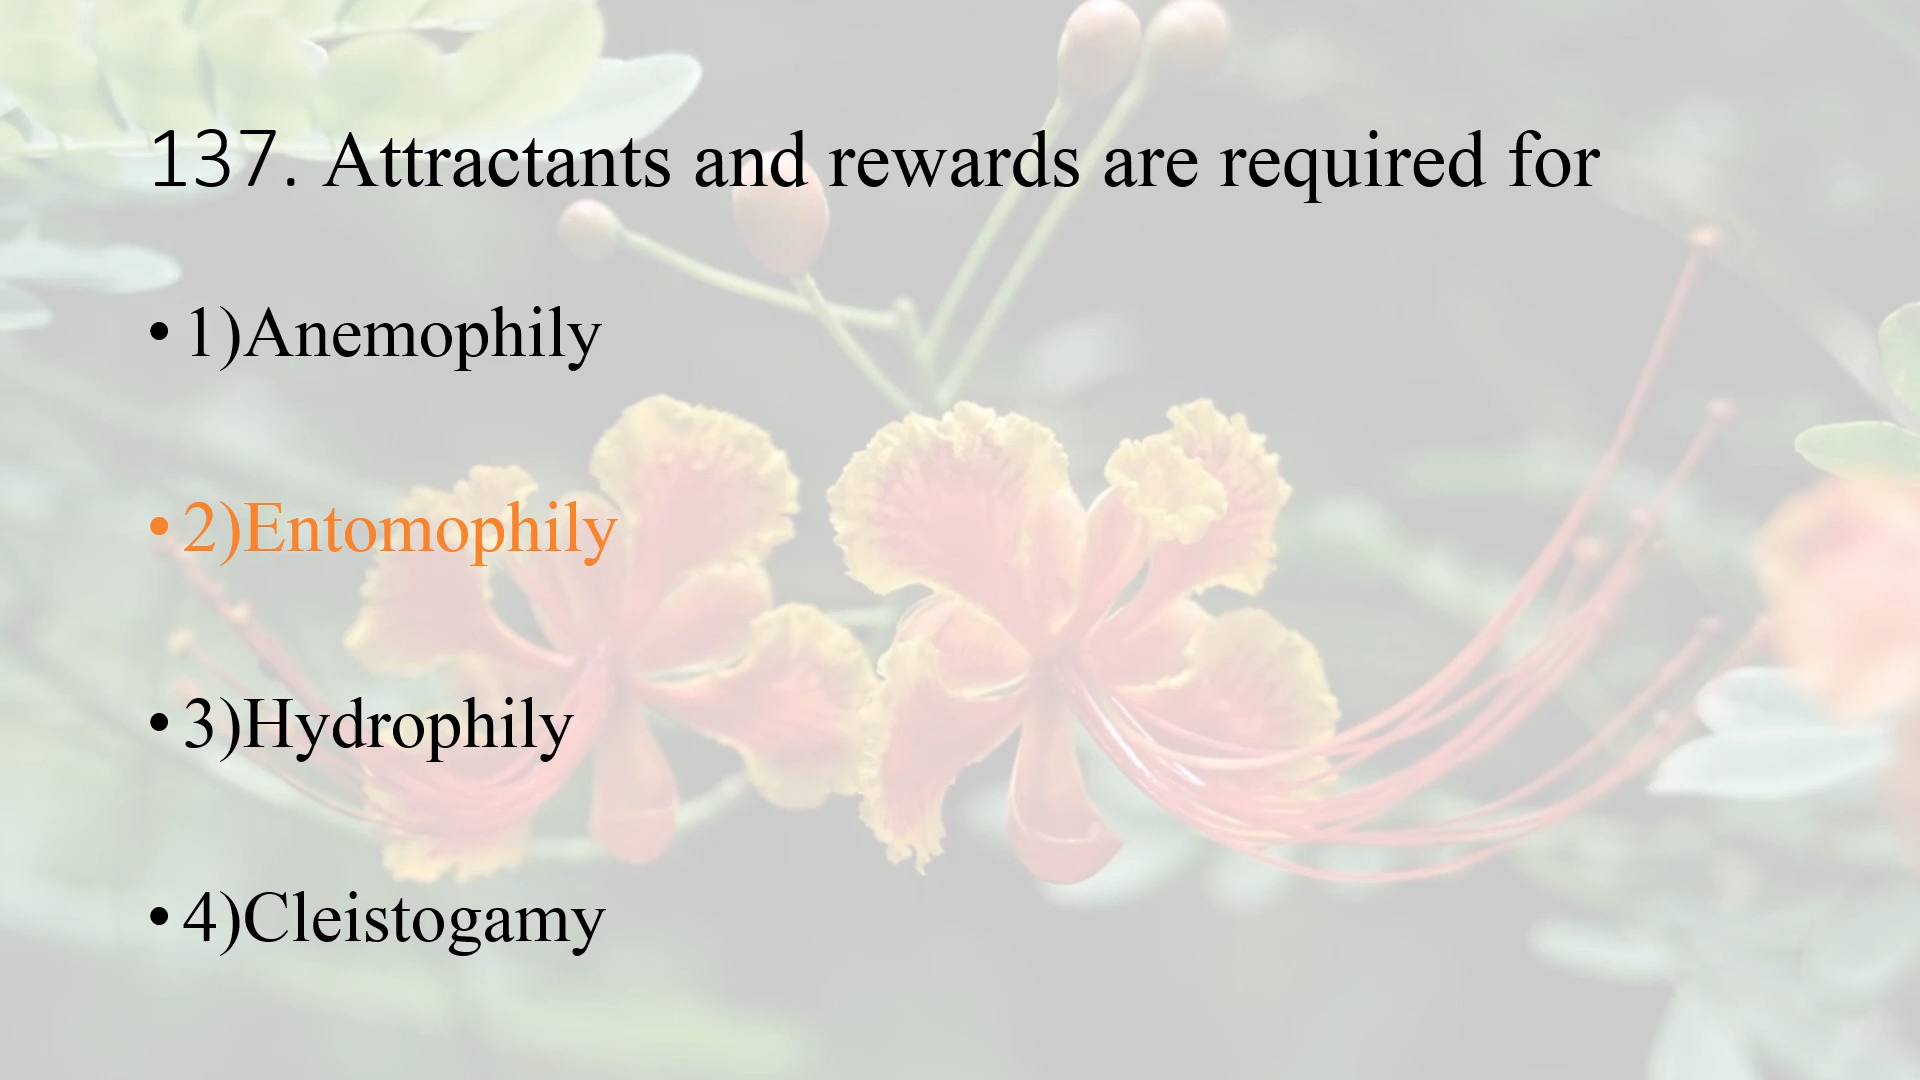 137. Attractants and rewards are required for
• 1)Anemophily
• 2)Entomophily
• 3)Hydrophily
• 4)Cleistogamy